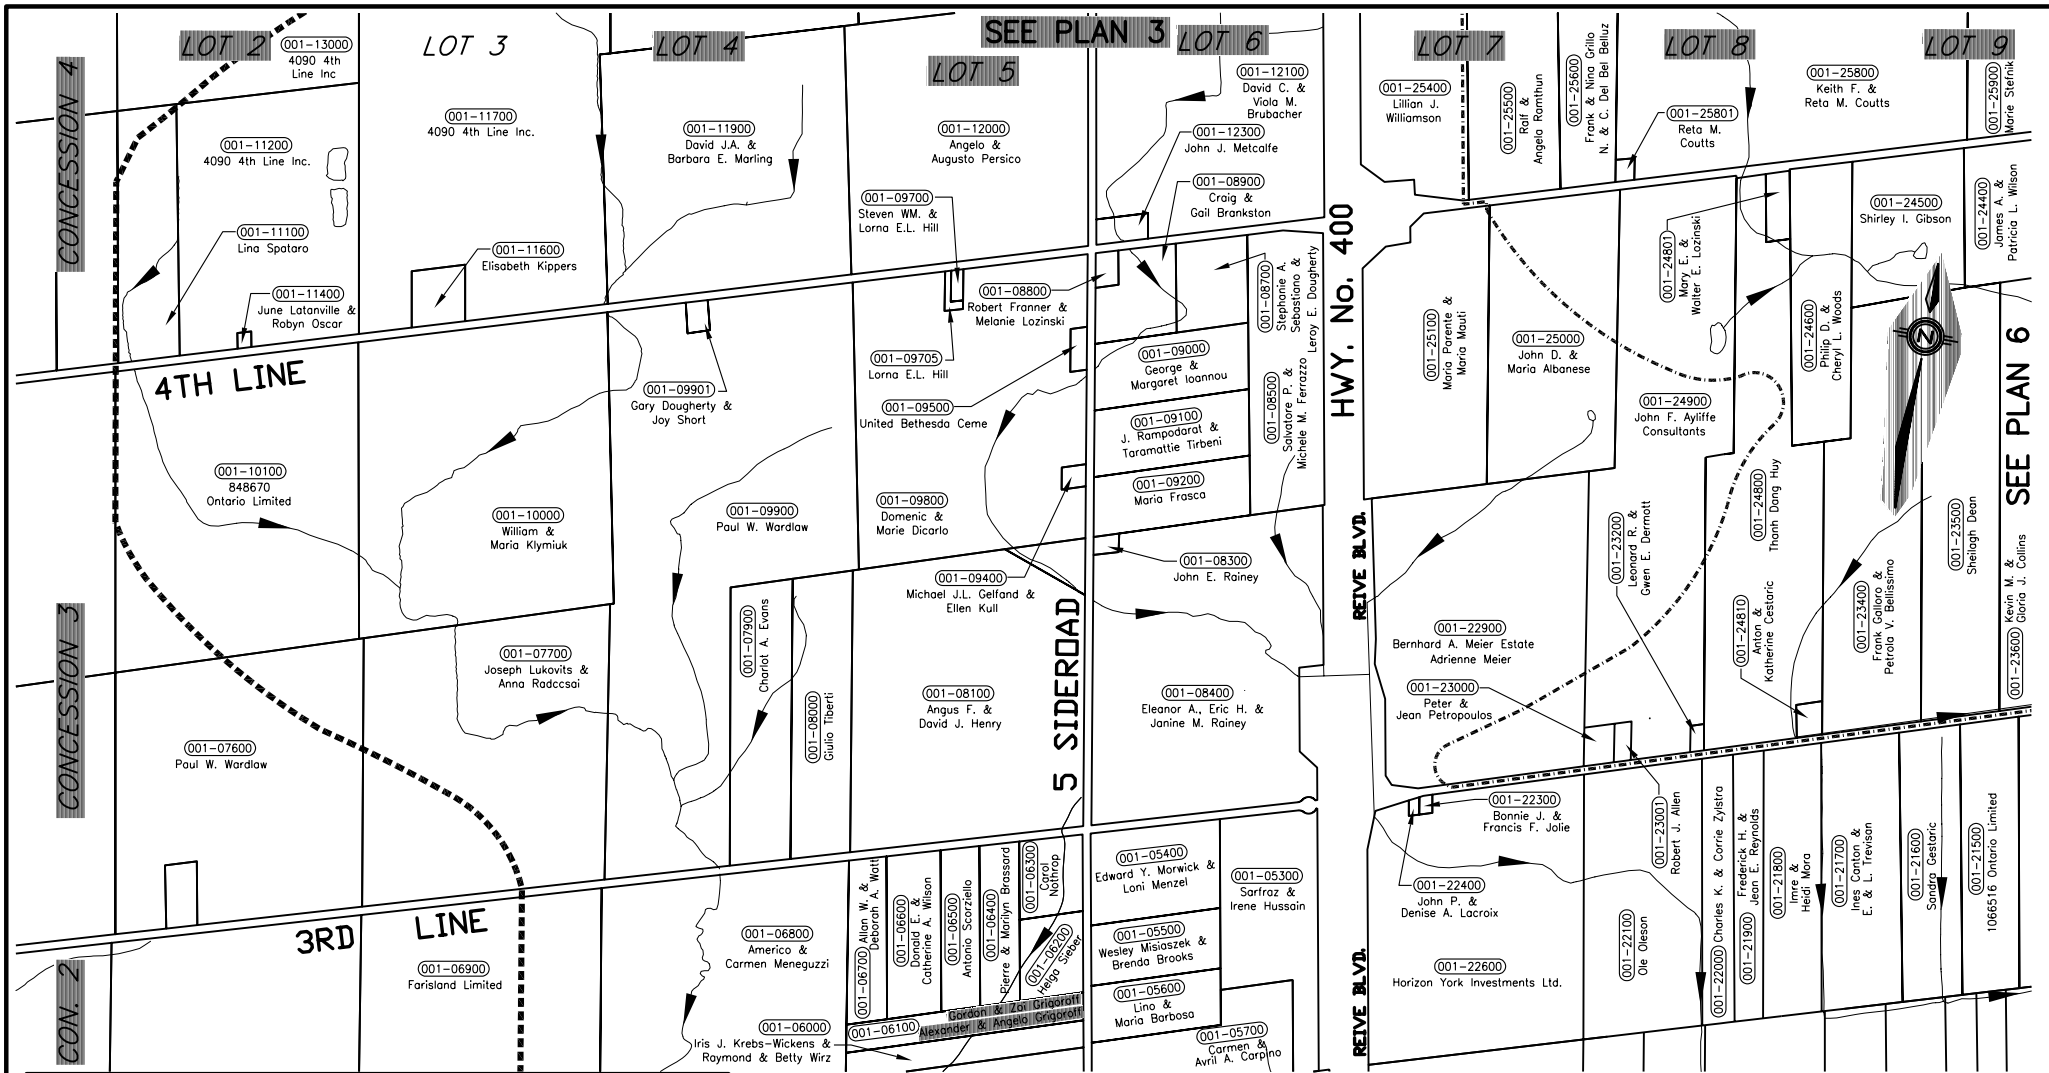 SEE PLAN 3
LOT 2
LOT 3
LOT 4
LOT 5
LOT 6
LOT 7
LOT 8
LOT 9
CONCESSION 4
CONCESSION 3
CON. 2
001-13000
4090 4th
Line Inc
001-11200
4090 4th Line Inc.
001-11100
Lina Spataro
001-11400
June Latanville &
Robyn Oscar
001-11700
4090 4th Line Inc.
001-11600
Elisabeth Kippers
001-11900
David J.A. &
Barbara E. Marling
001-12000
Angelo &
Augusto Persico
001-09700
Steven WM. &
Lorna E.L. Hill
001-12100
David C. &
Viola M.
Brubacher
001-12300
John J. Metcalfe
001-08900
Craig &
Gail Brankston
001-08800
Robert Franner &
Melanie Lozinski
001-09705
Lorna E.L. Hill
001-09500
United Bethesda Ceme
001-08700
Stephanie A.
Sebastiano &
Leroy E. Dougherty
001-08500
Salvatore P. &
Michele M. Ferrazzo
001-09000
George &
Margaret Ioannou
001-09100
J. Rampodarat &
Taramattie Tirbeni
001-09200
Maria Frasca
4TH LINE
001-09901
Gary Dougherty &
Joy Short
001-10100
848670
Ontario Limited
001-10000
William &
Maria Klymiuk
001-09900
Paul W. Wardlaw
001-09800
Domenic &
Marie Dicarlo
001-09400
Michael J.L. Gelfand &
Ellen Kull
001-08300
John E. Rainey
001-07700
Joseph Lukovits &
Anna Radccsai
001-07900
Charlot A. Evans
001-08000
Giulio Tiberti
001-08100
Angus F. &
David J. Henry
5 SIDEROAD
001-08400
Eleanor A., Eric H. &
Janine M. Rainey
001-07600
Paul W. Wardlaw
3RD LINE
001-06900
Farisland Limited
001-06800
Americo &
Carmen Meneguzzi
001-06700 Allan W. &
Deborah A. Watt
001-06600
Donald E. &
Catherine A. Wilson
001-06500
Antonio Scorziello
001-06400
Pierre & Marilyn Brassard
001-06300
Carol
Nothrop
001-06200
Helga Sieber
Gordon & Zoi Grigoroff
001-06100 Alexander & Angelo Grigoroff
001-06000
Iris J. Krebs-Wickens &
Raymond & Betty Wirz
001-05400
Edward Y. Morwick &
Loni Menzel
001-05500
Wesley Misiaszek &
Brenda Brooks
001-05600
Lino &
Maria Barbosa
001-05300
Sarfraz &
Irene Hussain
001-05700
Carmen &
Avril A. Carpino
HWY. No. 400
REIVE BLVD.
REIVE BLVD.
001-25400
Lillian J.
Williamson
001-25500
Ralf &
Angela Ramthun
001-25600
Frank & Nina Grillo
N. & C. Del Bel Belluz
001-25801
Reta M.
Coutts
001-25800
Keith F. &
Reta M. Coutts
001-25900
Marie Stefnik
001-25100
Maria Parente &
Maria Mauti
001-25000
John D. &
Maria Albanese
001-24801
Mary E. &
Walter E. Lozinski
001-24900
John F. Ayliffe
Consultants
001-24600
Philip D. &
Cheryl L. Woods
001-24500
Shirley I. Gibson
001-24400
James A. &
Patricia L. Wilson
N
SEE PLAN 6
001-24800
Thanh Dang Huy
001-23200
Leonard R. &
Gwen E. Dermott
001-24810
Anton &
Katherine Cestaric
001-23400
Frank Galloro &
Petrola V. Bellissimo
001-23500
Sheilagh Dean
001-23600 Kevin M. &
Gloria J. Collins
001-22900
Bernhard A. Meier Estate
Adrienne Meier
001-23000
Peter &
Jean Petropoulos
001-22300
Bonnie J. &
Francis F. Jolie
001-22400
John P. &
Denise A. Lacroix
001-22600
Horizon York Investments Ltd.
001-23001
Robert J. Allen
001-22100
Ole Oleson
001-22000 Charles K. & Corrie Zylstra
001-21900 Frederick H. &
Jean E. Reynolds
001-21800
Imre &
Heidi Mora
001-21700
Ines Canton &
E. & L. Trevisan
001-21600
Sandra Gestaric
001-21500
1066516 Ontario Limited